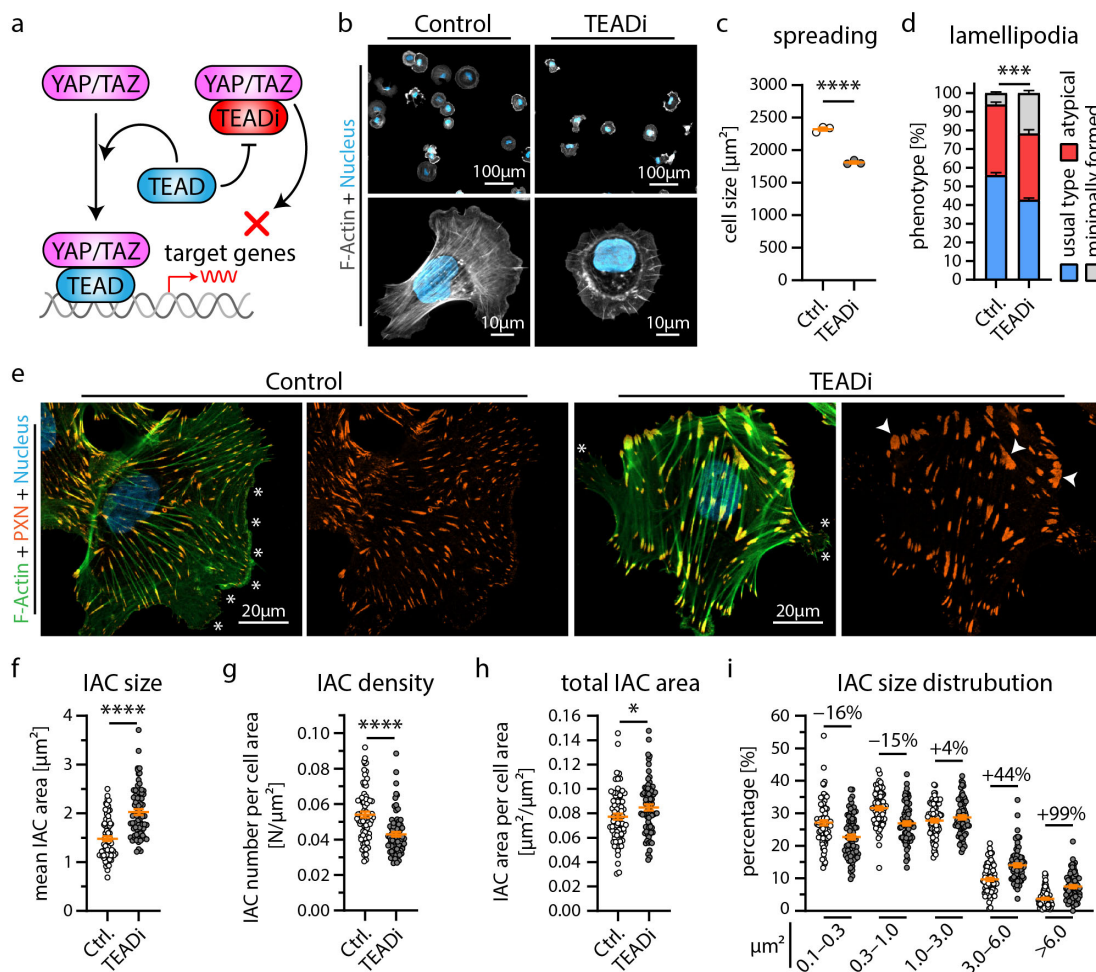 a
YAP/TAZ
YAP/TAZ
TEADi
TEAD
YAP/TAZ
TEAD
target genes
b
Control
TEADi
F-Actin + Nucleus
100µm
100µm
10µm
10µm
c
spreading
****
cell size [µm²]
3000
2500
2000
1500
1000
500
0
Ctrl.
TEADi
d
lamellipodia
***
phenotype [%]
100
90
80
70
60
50
40
30
20
10
0
Ctrl.
TEADi
usual type
atypical
minimally formed
e
Control
TEADi
F-Actin + PXN + Nucleus
*
*
*
*
*
*
20µm
*
*
*
20µm
f
IAC size
****
mean IAC area [µm²]
4
3
2
1
0
Ctrl.
TEADi
g
IAC density
****
IAC number per cell area
[N/µm²]
0.10
0.08
0.06
0.04
0.02
0.00
Ctrl.
TEADi
h
total IAC area
*
IAC area per cell area
[µm²/µm²]
0.16
0.14
0.12
0.10
0.08
0.06
0.04
0.02
0.00
Ctrl.
TEADi
i
IAC size distrubution
percentage [%]
60
50
40
30
20
10
0
−16%
−15%
+4%
+44%
+99%
µm²
0.1–0.3
0.3–1.0
1.0–3.0
3.0–6.0
>6.0